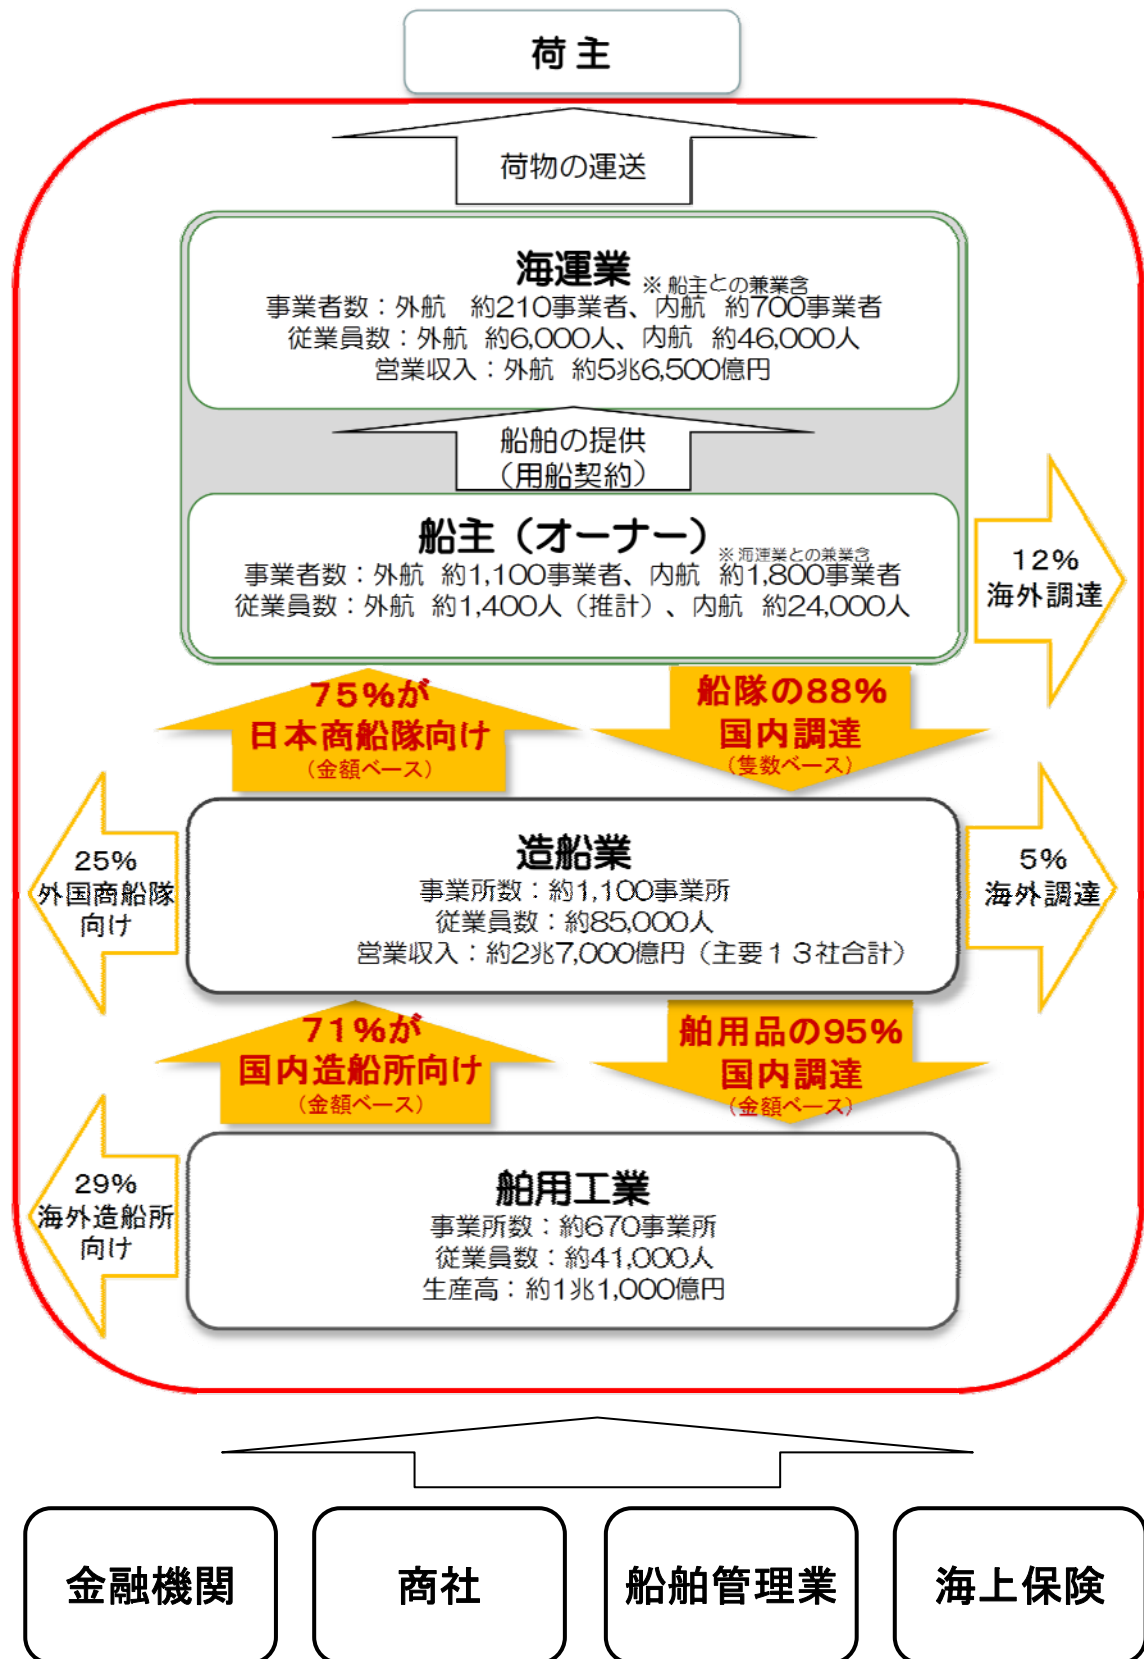 荷主
荷物の運送
海運業 ※ 船主との兼業含
事業者数：外航 約210事業者、内航 約700事業者
従業員数：外航 約6,000人、内航 約46,000人
営業収入：外航 約5兆6,500億円
船舶の提供
（用船契約）
船主（オーナー） ※ 海運業との兼業含
事業者数：外航 約1,100事業者、内航 約1,800事業者
従業員数：外航 約1,400人（推計）、内航 約24,000人
12%
海外調達
75%が
日本商船隊向け
（金額ベース）
船隊の88%
国内調達
（隻数ベース）
25%
外国商船隊
向け
造船業
事業所数：約1,100事業所
従業員数：約85,000人
営業収入：約2兆7,000億円（主要１３社合計）
5%
海外調達
71%が
国内造船所向け
（金額ベース）
舶用品の95%
国内調達
（金額ベース）
29%
海外造船所
向け
舶用工業
事業所数：約670事業所
従業員数：約41,000人
生産高：約1兆1,000億円
金融機関
商社
船舶管理業
海上保険